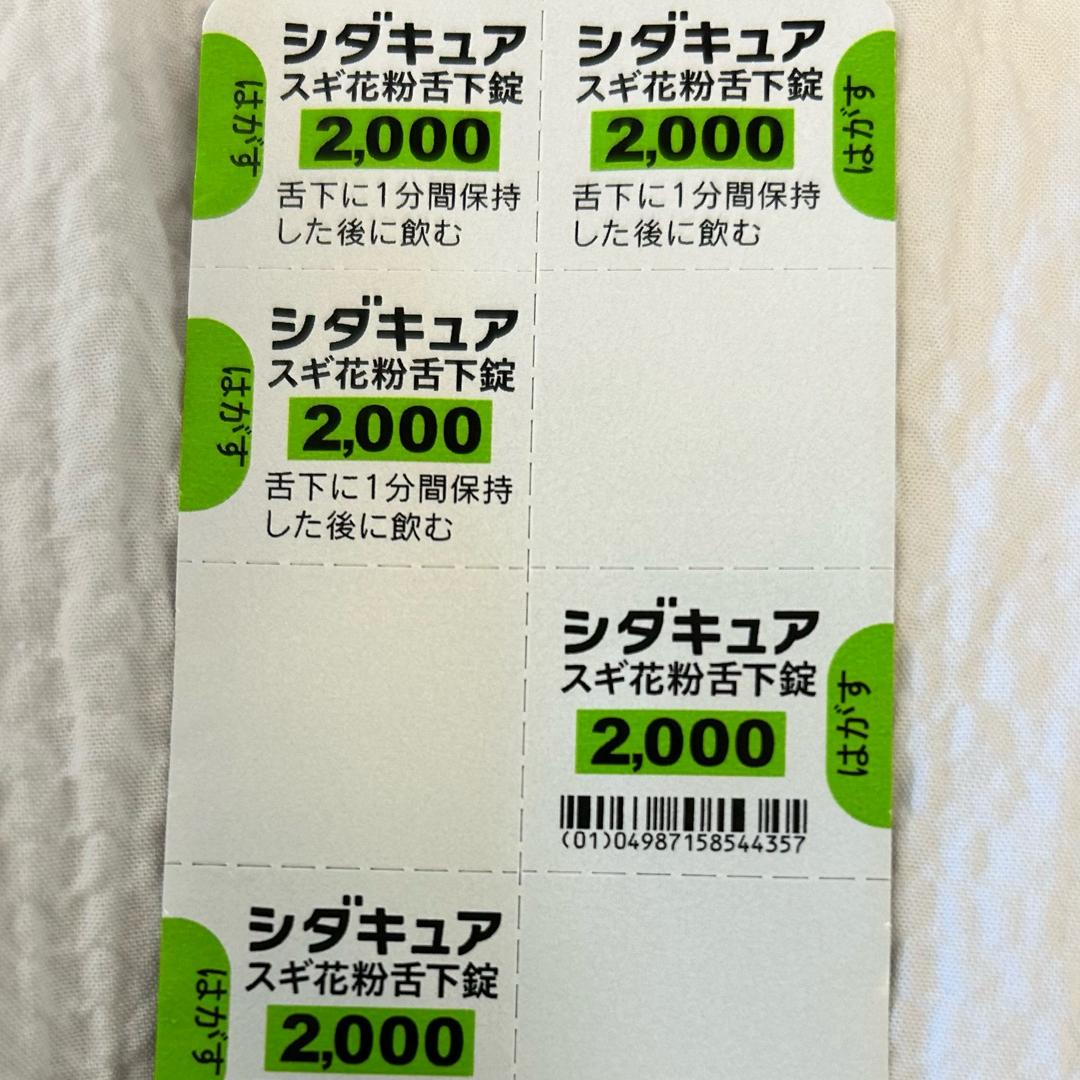 シダキュア
スギ花粉舌下錠
2,000
舌下に1分間保持
した後に飲む
はがす
シダキュア
スギ花粉舌下錠
2,000
舌下に1分間保持
した後に飲む
はがす
シダキュア
スギ花粉舌下錠
2,000
舌下に1分間保持
した後に飲む
はがす
シダキュア
スギ花粉舌下錠
2,000
(01)04987158544357
はがす
シダキュア
スギ花粉舌下錠
2,000
はがす